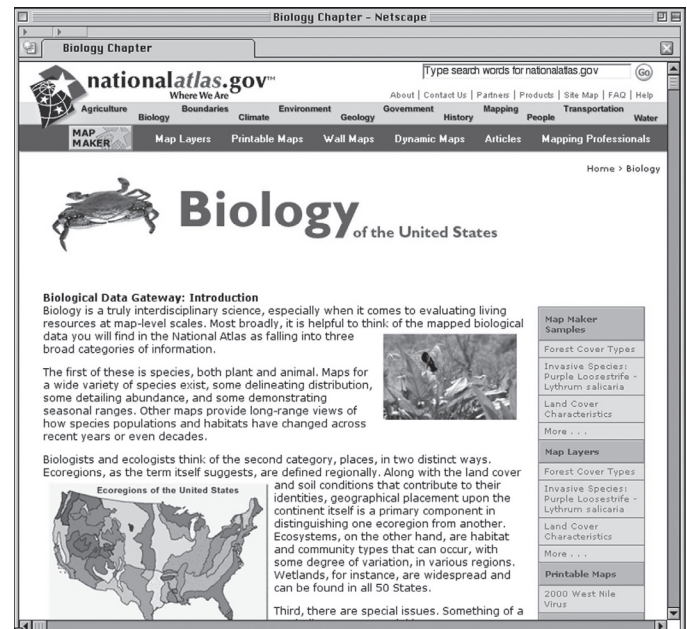 Biology Chapter – Netscape
Biology Chapter
nationalatlas.gov™
Where We Are
Type search words for nationalatlas.gov
Go
About | Contact Us | Partners | Products | Site Map | FAQ | Help
Agriculture Boundaries Environment Government Mapping Transportation
Biology Climate Geology History People Water
MAP MAKER Map Layers Printable Maps Wall Maps Dynamic Maps Articles Mapping Professionals
Home > Biology
Biology of the United States
Biological Data Gateway: Introduction
Biology is a truly interdisciplinary science, especially when it comes to evaluating living
resources at map-level scales. Most broadly, it is helpful to think of the mapped biological
data you will find in the National Atlas as falling into three
broad categories of information.
The first of these is species, both plant and animal. Maps for
a wide variety of species exist, some delineating distribution,
some detailing abundance, and some demonstrating
seasonal ranges. Other maps provide long-range views of
how species populations and habitats have changed across
recent years or even decades.
Biologists and ecologists think of the second category, places, in two distinct ways.
Ecoregions, as the term itself suggests, are defined regionally. Along with the land cover
and soil conditions that contribute to their
identities, geographical placement upon the
continent itself is a primary component in
distinguishing one ecoregion from another.
Ecosystems, on the other hand, are habitat
and community types that can occur, with
some degree of variation, in various regions.
Wetlands, for instance, are widespread and
can be found in all 50 States.
Third, there are special issues. Something of a
Ecoregions of the United States
Map Maker
Samples
Forest Cover Types
Invasive Species:
Purple Loosestrife -
Lythrum salicaria
Land Cover
Characteristics
More . . .
Map Layers
Forest Cover Types
Invasive Species:
Purple Loosestrife -
Lythrum salicaria
Land Cover
Characteristics
More . . .
Printable Maps
2000 West Nile
Virus